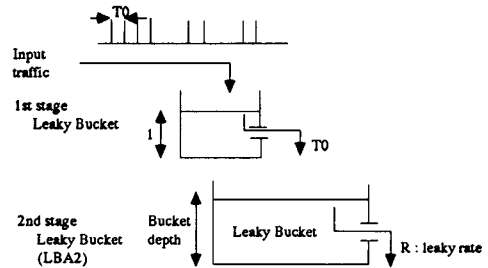 T0
Input
traffic
1st stage
Leaky Bucket
1
T0
2nd stage
Leaky Bucket
(LBA2)
Bucket
depth
Leaky Bucket
R : leaky rate